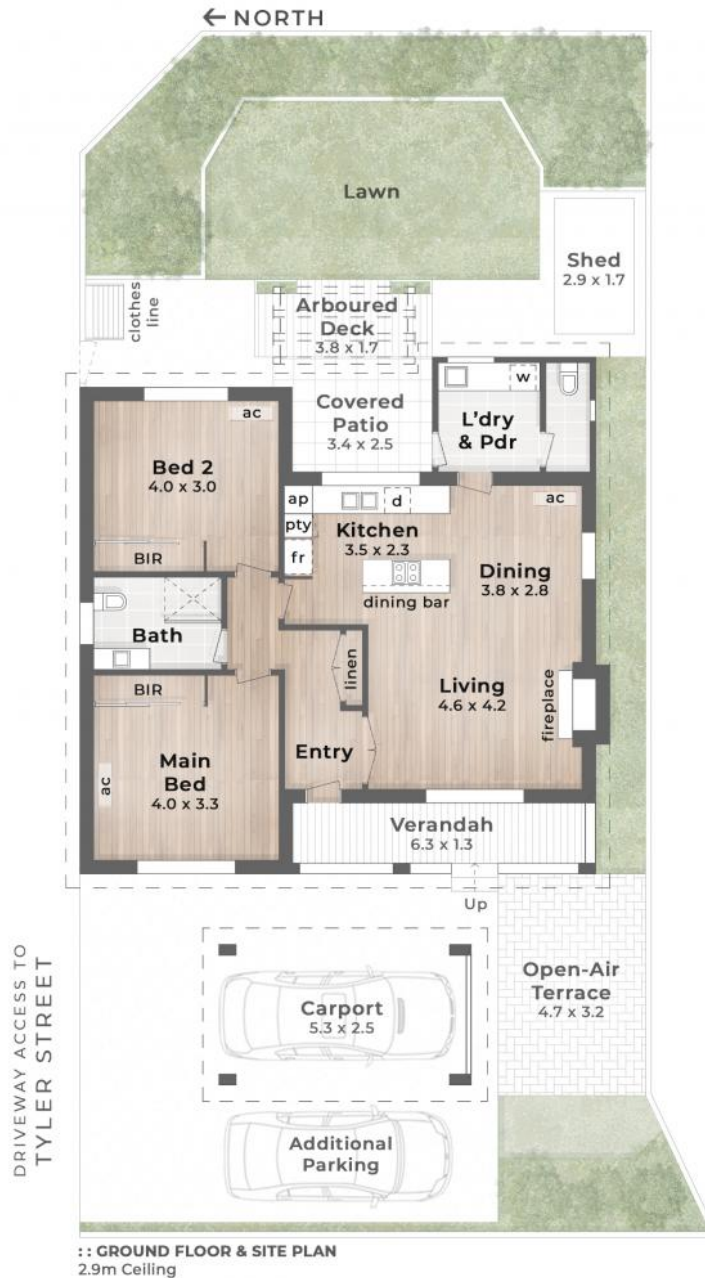 NORTH
Lawn
Shed
2.9 x 1.7
clothes
line
Arboured
Deck
3.8 x 1.7
Covered
Patio
3.4 x 2.5
w
L'dry
& Pdr
ac
Bed 2
4.0 x 3.0
BIR
ap
pty
fr
d
Kitchen
3.5 x 2.3
dining bar
ac
Dining
3.8 x 2.8
Bath
BIR
linen
Living
4.6 x 4.2
fireplace
Main
Bed
4.0 x 3.3
ac
Entry
Verandah
6.3 x 1.3
Up
DRIVEWAY ACCESS TO
TYLER STREET
Carport
5.3 x 2.5
Open-Air
Terrace
4.7 x 3.2
Additional
Parking
:: GROUND FLOOR & SITE PLAN
2.9m Ceiling